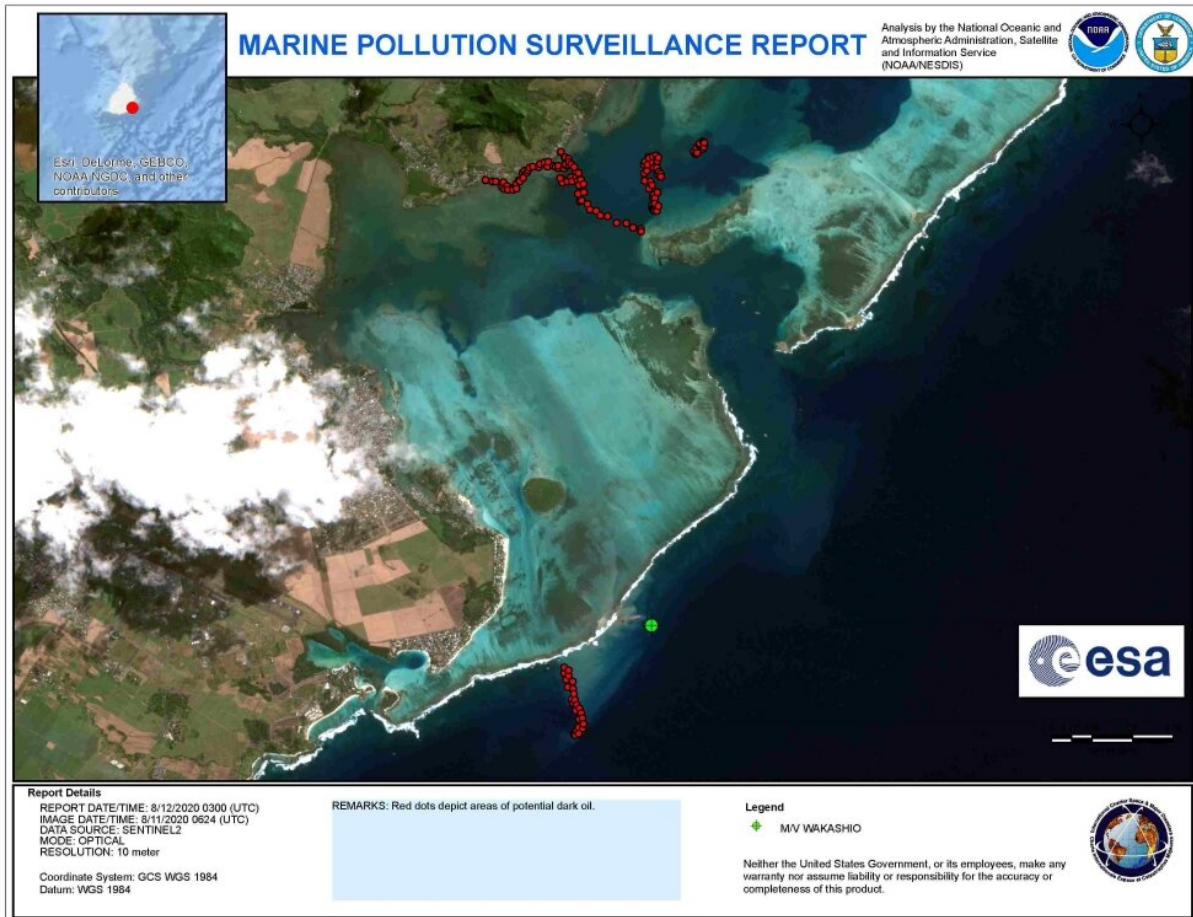 MARINE POLLUTION SURVEILLANCE REPORT
Analysis by the National Oceanic and
Atmospheric Administration, Satellite
and Information Service
(NOAA/NESDIS)
NOAA
Esri, DeLorme, GEBCO,
NOAA NGDC, and other
contributors
esa
Report Details
REPORT DATE/TIME: 8/12/2020 0300 (UTC)
IMAGE DATE/TIME: 8/11/2020 0624 (UTC)
DATA SOURCE: SENTINEL2
MODE: OPTICAL
RESOLUTION: 10 meter
Coordinate System: GCS WGS 1984
Datum: WGS 1984
REMARKS: Red dots depict areas of potential dark oil.
Legend
M/V WAKASHIO
Neither the United States Government, or its employees, make any
warranty nor assume liability or responsibility for the accuracy or
completeness of this product.